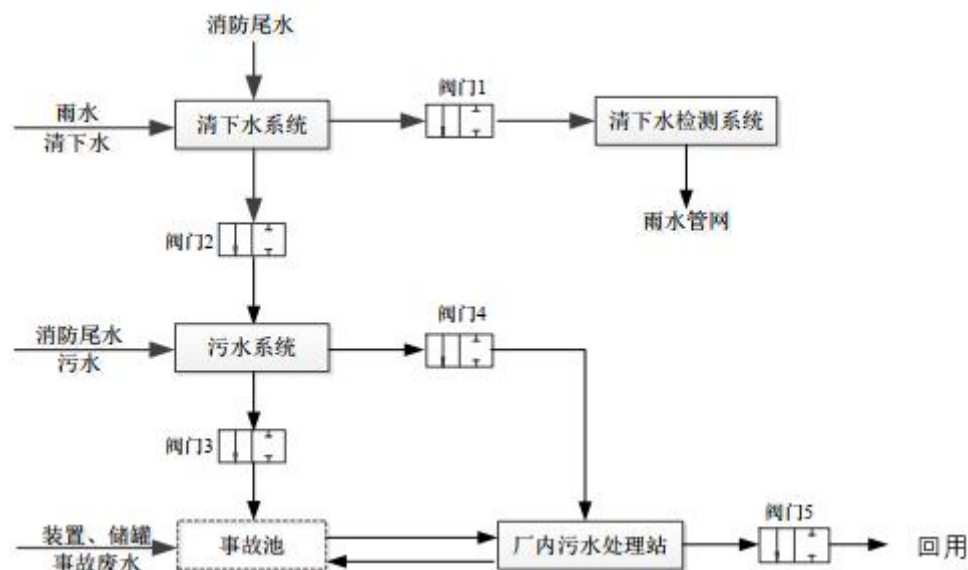 消防尾水
阀门1
雨水
清下水
清下水系统
清下水检测系统
雨水管网
阀门2
阀门4
消防尾水
污水
污水系统
阀门3
阀门5
装置、储罐
事故废水
事故池
厂内污水处理站
回用